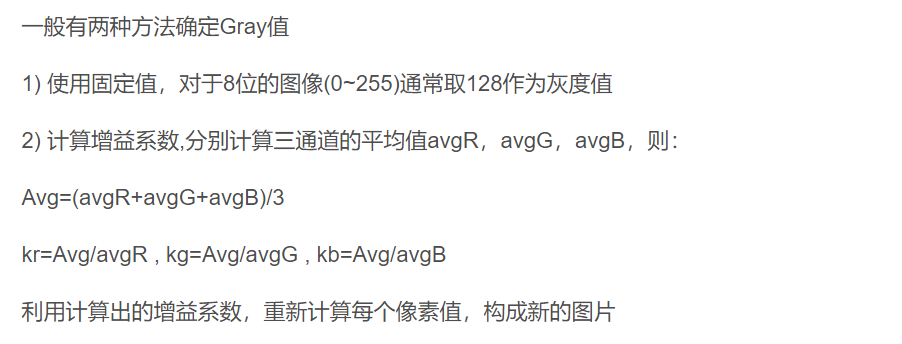 一般有两种方法确定Gray值
1) 使用固定值，对于8位的图像(0~255)通常取128作为灰度值
2) 计算增益系数,分别计算三通道的平均值avgR，avgG，avgB，则：
Avg=(avgR+avgG+avgB)/3
kr=Avg/avgR , kg=Avg/avgG , kb=Avg/avgB
利用计算出的增益系数，重新计算每个像素值，构成新的图片